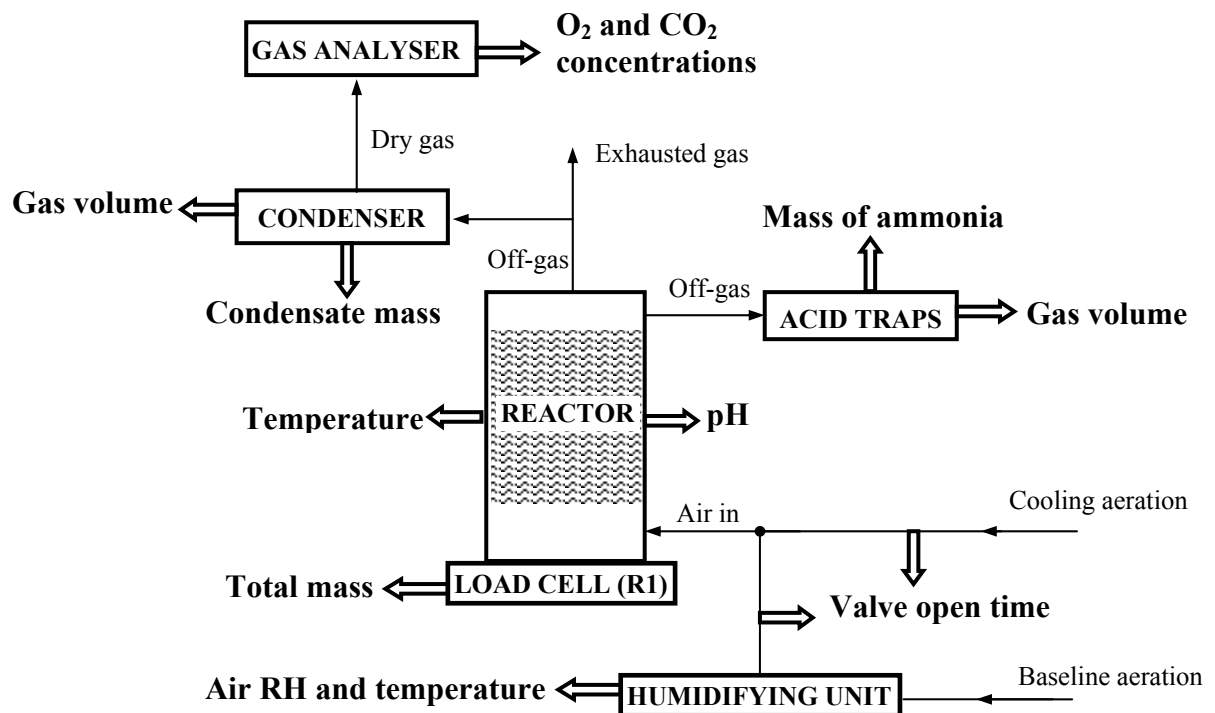 GAS ANALYSER
O₂ and CO₂
concentrations
Dry gas
Exhausted gas
Gas volume
CONDENSER
Mass of ammonia
Off-gas
Off-gas
Condensate mass
ACID TRAPS
Gas volume
Temperature
REACTOR
pH
Air in
Cooling aeration
Total mass
LOAD CELL (R1)
Valve open time
Air RH and temperature
HUMIDIFYING UNIT
Baseline aeration